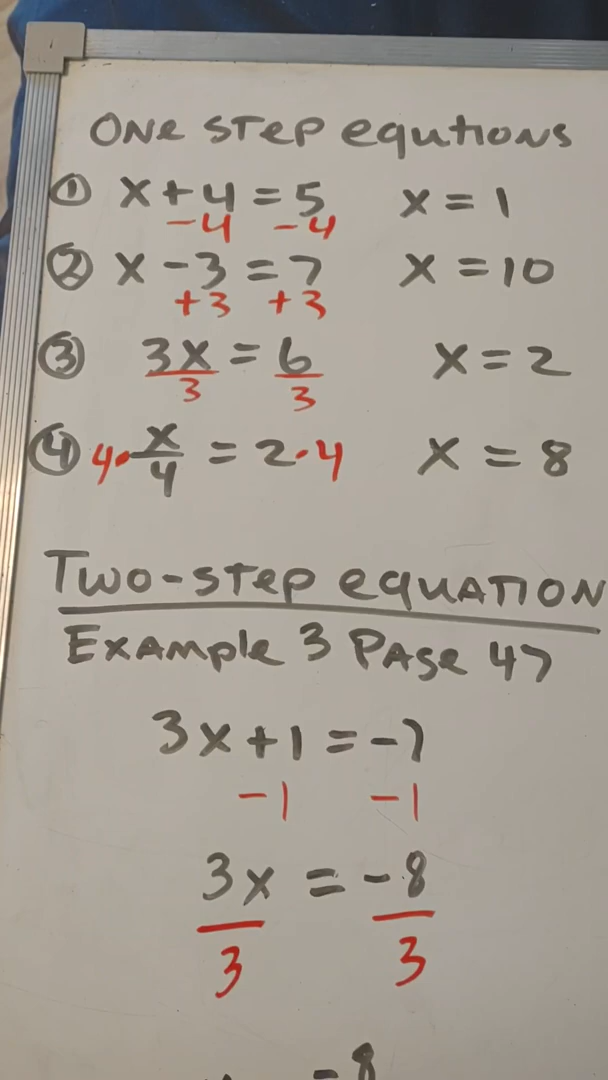 ONE STEP equtions
① x+4=5 x=1
-4 -4
② x-3=7 x=10
+3 +3
③ 3x=6 x=2
3 3
④ 4• x/4 = 2•4 x=8
TWO-STEP EQUATION
EXAMPLE 3 PAGE 47
3x+1=-7
-1 -1
3x = -8
3 3
-8